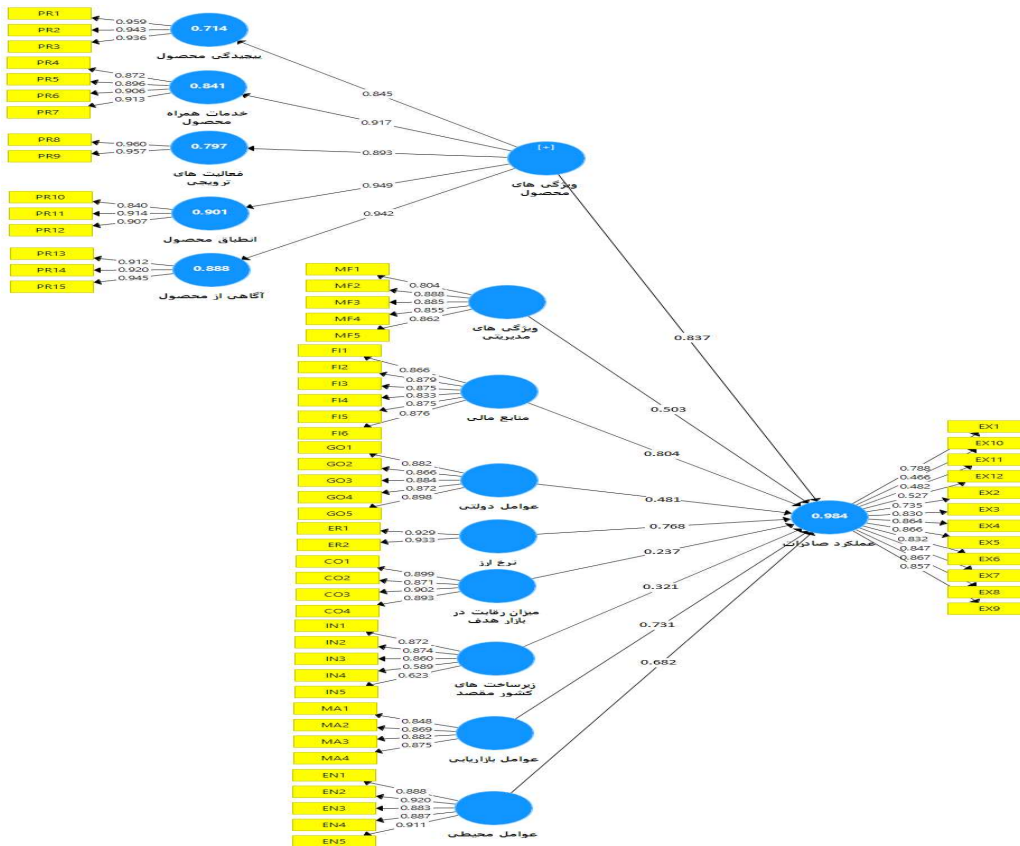 PR1
PR2
PR3
0.959
0.943
0.936
0.714
پیچیدگی محصول
PR4
PR5
PR6
PR7
0.872
0.896
0.906
0.913
0.841
خدمات همراه
محصول
PR8
PR9
0.960
0.957
0.797
فعالیت های
ترویجی
PR10
PR11
PR12
0.840
0.914
0.907
0.901
انطباق محصول
PR13
PR14
PR15
0.912
0.920
0.945
0.888
آگاهی از محصول
0.845
0.917
0.893
0.949
0.942
[+]
ویژگی های
محصول
MF1
MF2
MF3
MF4
MF5
0.804
0.888
0.885
0.855
0.862
ویژگی های
مدیریتی
FI1
FI2
FI3
FI4
FI5
FI6
0.866
0.879
0.875
0.833
0.875
0.876
منابع مالی
GO1
GO2
GO3
GO4
GO5
0.882
0.866
0.884
0.872
0.898
عوامل دولتی
ER1
ER2
0.929
0.933
نرخ ارز
CO1
CO2
CO3
CO4
0.899
0.871
0.902
0.893
میزان رقابت در
بازار هدف
IN1
IN2
IN3
IN4
IN5
0.872
0.874
0.860
0.589
0.623
زیرساخت های
کشور مقصد
MA1
MA2
MA3
MA4
0.848
0.869
0.882
0.875
عوامل بازاریابی
EN1
EN2
EN3
EN4
EN5
0.888
0.920
0.883
0.887
0.911
عوامل محیطی
0.837
0.503
0.804
0.481
0.768
0.237
0.321
0.731
0.682
0.984
عملکرد صادرات
0.788
0.466
0.482
0.527
0.735
0.830
0.864
0.866
0.832
0.847
0.867
0.857
EX1
EX10
EX11
EX12
EX2
EX3
EX4
EX5
EX6
EX7
EX8
EX9